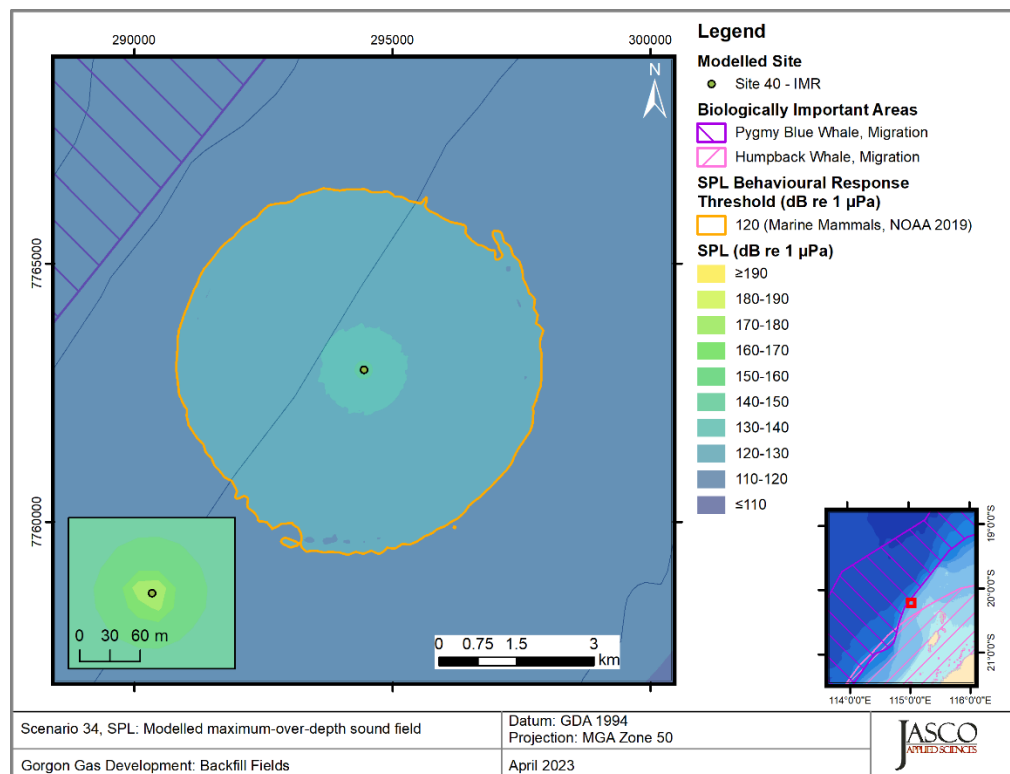 290000
295000
300000
7765000
7760000
N
0 30 60 m
0 0.75 1.5 3
km
Legend
Modelled Site
Site 40 - IMR
Biologically Important Areas
Pygmy Blue Whale, Migration
Humpback Whale, Migration
SPL Behavioural Response
Threshold (dB re 1 µPa)
120 (Marine Mammals, NOAA 2019)
SPL (dB re 1 µPa)
≥190
180-190
170-180
160-170
150-160
140-150
130-140
120-130
110-120
≤110
19°0'0"S
20°0'0"S
21°0'0"S
114°0'0"E 115°0'0"E 116°0'0"E
Scenario 34, SPL: Modelled maximum-over-depth sound field
Datum: GDA 1994
Projection: MGA Zone 50
Gorgon Gas Development: Backfill Fields
April 2023
JASCO
APPLIED SCIENCES